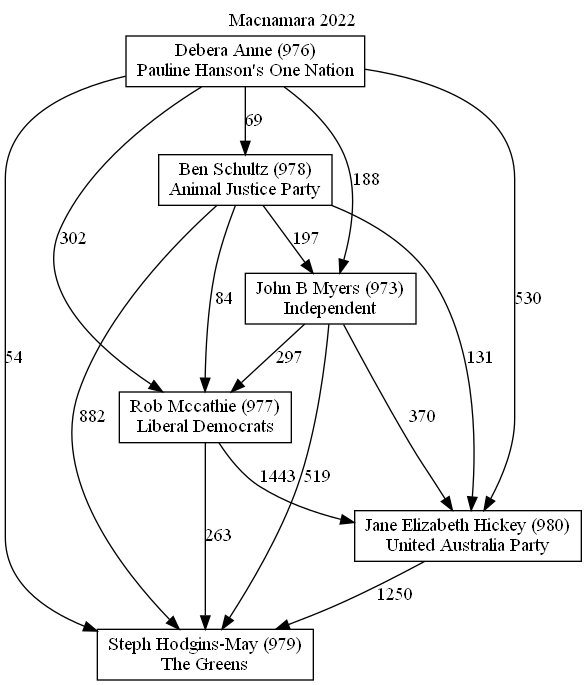 Macnamara 2022
Debera Anne (976)
Pauline Hanson's One Nation
69
Ben Schultz (978)
Animal Justice Party
188
302
197
John B Myers (973)
Independent
84
530
54
297
131
Rob Mccathie (977)
Liberal Democrats
882
370
1443
519
Jane Elizabeth Hickey (980)
United Australia Party
263
1250
Steph Hodgins-May (979)
The Greens